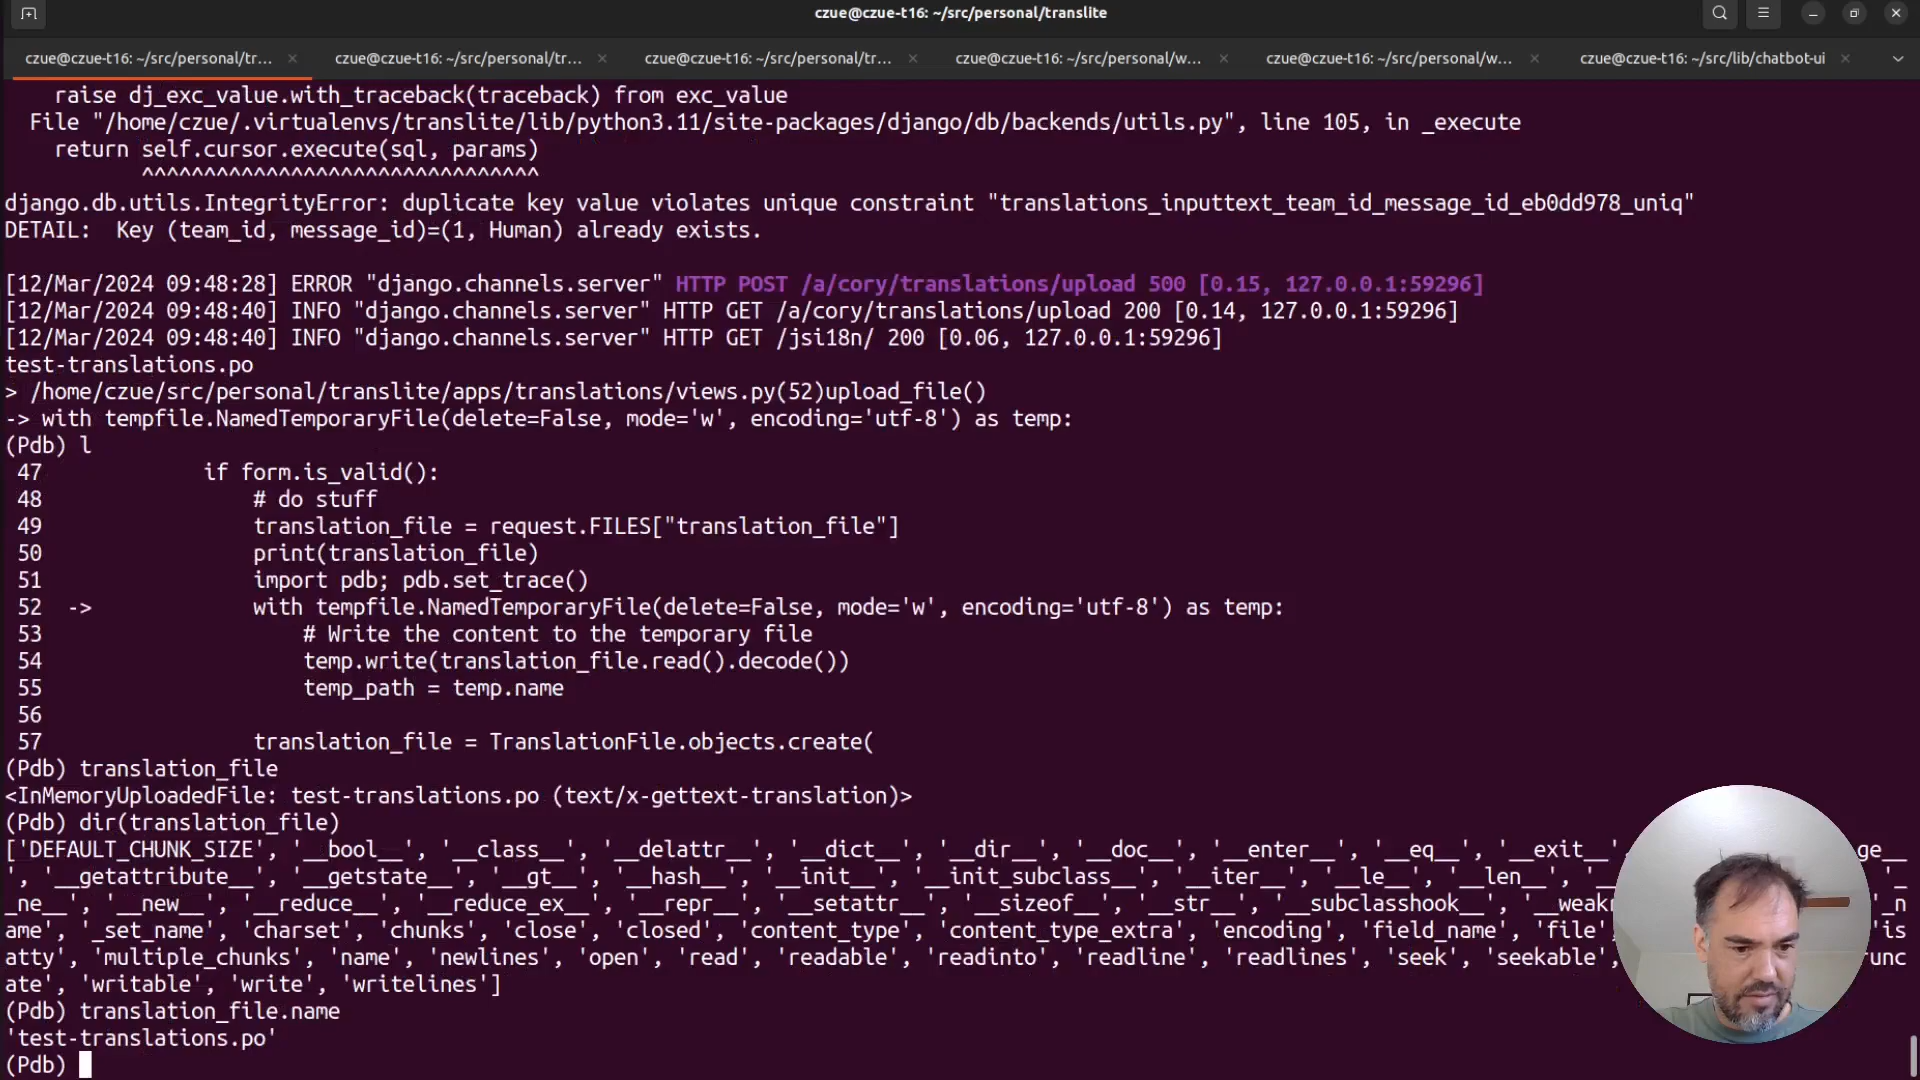 czue@czue-t16: ~/src/personal/translite
czue@czue-t16: ~/src/personal/tr...
czue@czue-t16: ~/src/personal/tr...
czue@czue-t16: ~/src/personal/tr...
czue@czue-t16: ~/src/personal/w...
czue@czue-t16: ~/src/personal/w...
czue@czue-t16: ~/src/lib/chatbot-ui
    raise dj_exc_value.with_traceback(traceback) from exc_value
  File "/home/czue/.virtualenvs/translite/lib/python3.11/site-packages/django/db/backends/utils.py", line 105, in _execute
    return self.cursor.execute(sql, params)
           ^^^^^^^^^^^^^^^^^^^^^^^^^^^^^^^^
django.db.utils.IntegrityError: duplicate key value violates unique constraint "translations_inputtext_team_id_message_id_eb0dd978_uniq"
DETAIL:  Key (team_id, message_id)=(1, Human) already exists.
[12/Mar/2024 09:48:28] ERROR "django.channels.server" HTTP POST /a/cory/translations/upload 500 [0.15, 127.0.0.1:59296]
[12/Mar/2024 09:48:40] INFO "django.channels.server" HTTP GET /a/cory/translations/upload 200 [0.14, 127.0.0.1:59296]
[12/Mar/2024 09:48:40] INFO "django.channels.server" HTTP GET /jsi18n/ 200 [0.06, 127.0.0.1:59296]
test-translations.po
> /home/czue/src/personal/translite/apps/translations/views.py(52)upload_file()
-> with tempfile.NamedTemporaryFile(delete=False, mode='w', encoding='utf-8') as temp:
(Pdb) l
 47             if form.is_valid():
 48                 # do stuff
 49                 translation_file = request.FILES["translation_file"]
 50                 print(translation_file)
 51                 import pdb; pdb.set_trace()
 52  ->             with tempfile.NamedTemporaryFile(delete=False, mode='w', encoding='utf-8') as temp:
 53                     # Write the content to the temporary file
 54                     temp.write(translation_file.read().decode())
 55                     temp_path = temp.name
 56
 57                 translation_file = TranslationFile.objects.create(
(Pdb) translation_file
<InMemoryUploadedFile: test-translations.po (text/x-gettext-translation)>
(Pdb) dir(translation_file)
['DEFAULT_CHUNK_SIZE', '__bool__', '__class__', '__delattr__', '__dict__', '__dir__', '__doc__', '__enter__', '__eq__', '__exit__', ge__
', '__getattribute__', '__getstate__', '__gt__', '__hash__', '__init__', '__init_subclass__', '__iter__', '__le__', '__len__', '__ '_
_ne__', '__new__', '__reduce__', '__reduce_ex__', '__repr__', '__setattr__', '__sizeof__', '__str__', '__subclasshook__', '__weakr '_n
ame', '_set_name', 'charset', 'chunks', 'close', 'closed', 'content_type', 'content_type_extra', 'encoding', 'field_name', 'file', 'is
atty', 'multiple_chunks', 'name', 'newlines', 'open', 'read', 'readable', 'readinto', 'readline', 'readlines', 'seek', 'seekable', runc
ate', 'writable', 'write', 'writelines']
(Pdb) translation_file.name
'test-translations.po'
(Pdb)